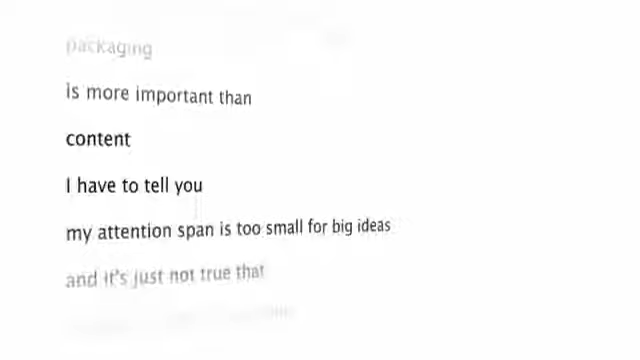 packaging
is more important than
content
I have to tell you
my attention span is too small for big ideas
and it's just not true that